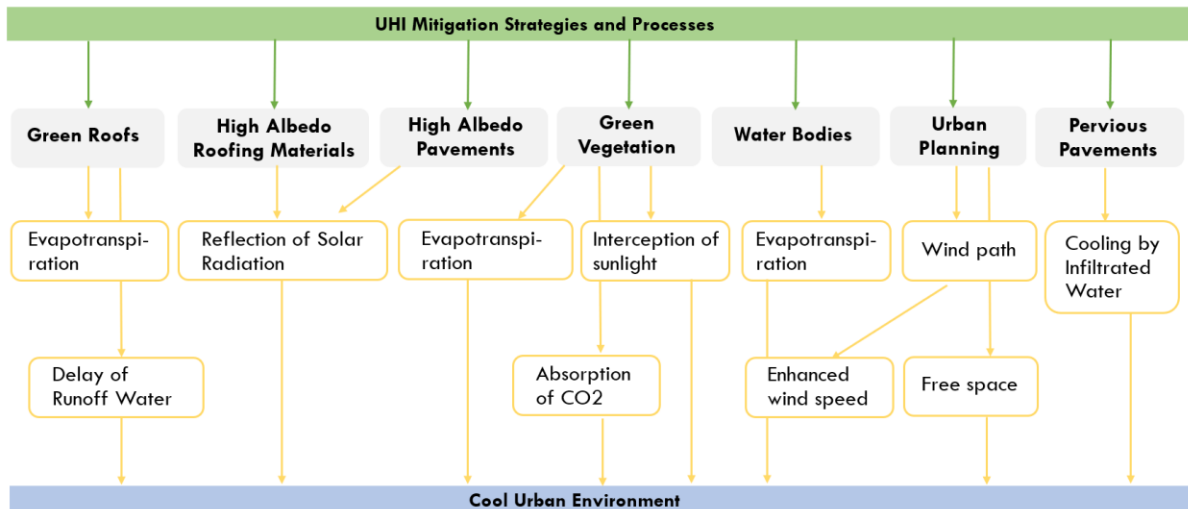 UHI Mitigation Strategies and Processes
Green Roofs
High Albedo
Roofing Materials
High Albedo
Pavements
Green
Vegetation
Water Bodies
Urban
Planning
Pervious
Pavements
Evapotranspi-
ration
Reflection of Solar
Radiation
Evapotranspi-
ration
Interception of
sunlight
Evapotranspi-
ration
Wind path
Cooling by
Infiltrated
Water
Delay of
Runoff Water
Absorption
of CO2
Enhanced
wind speed
Free space
Cool Urban Environment